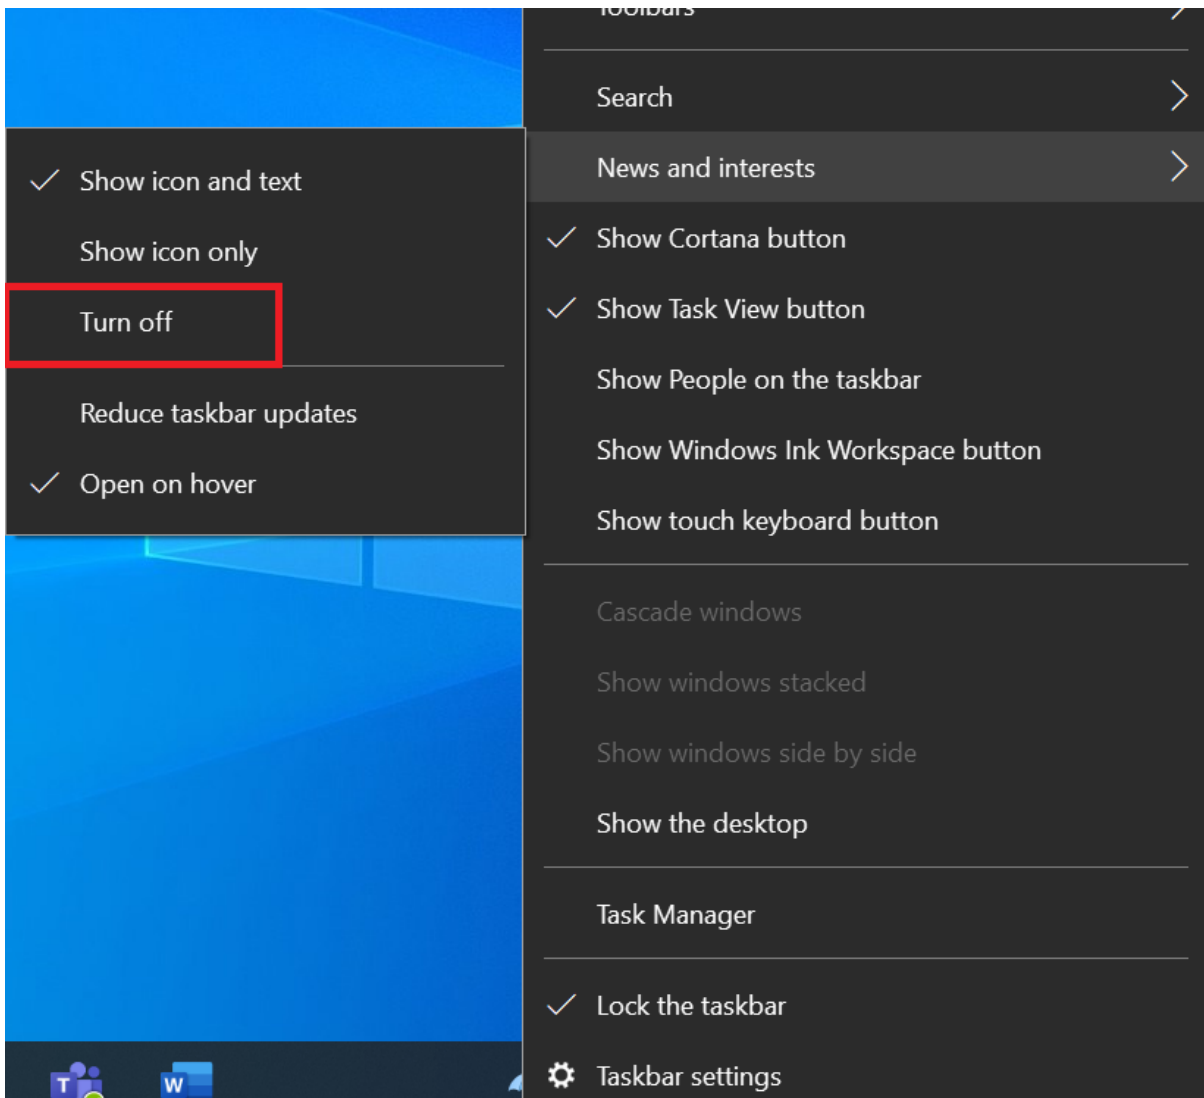 Toolbars
Search
News and interests
Show icon and text
Show Cortana button
Show icon only
Show Task View button
Turn off
Show People on the taskbar
Reduce taskbar updates
Show Windows Ink Workspace button
Open on hover
Show touch keyboard button
Cascade windows
Show windows stacked
Show windows side by side
Show the desktop
Task Manager
Lock the taskbar
Taskbar settings
T
W